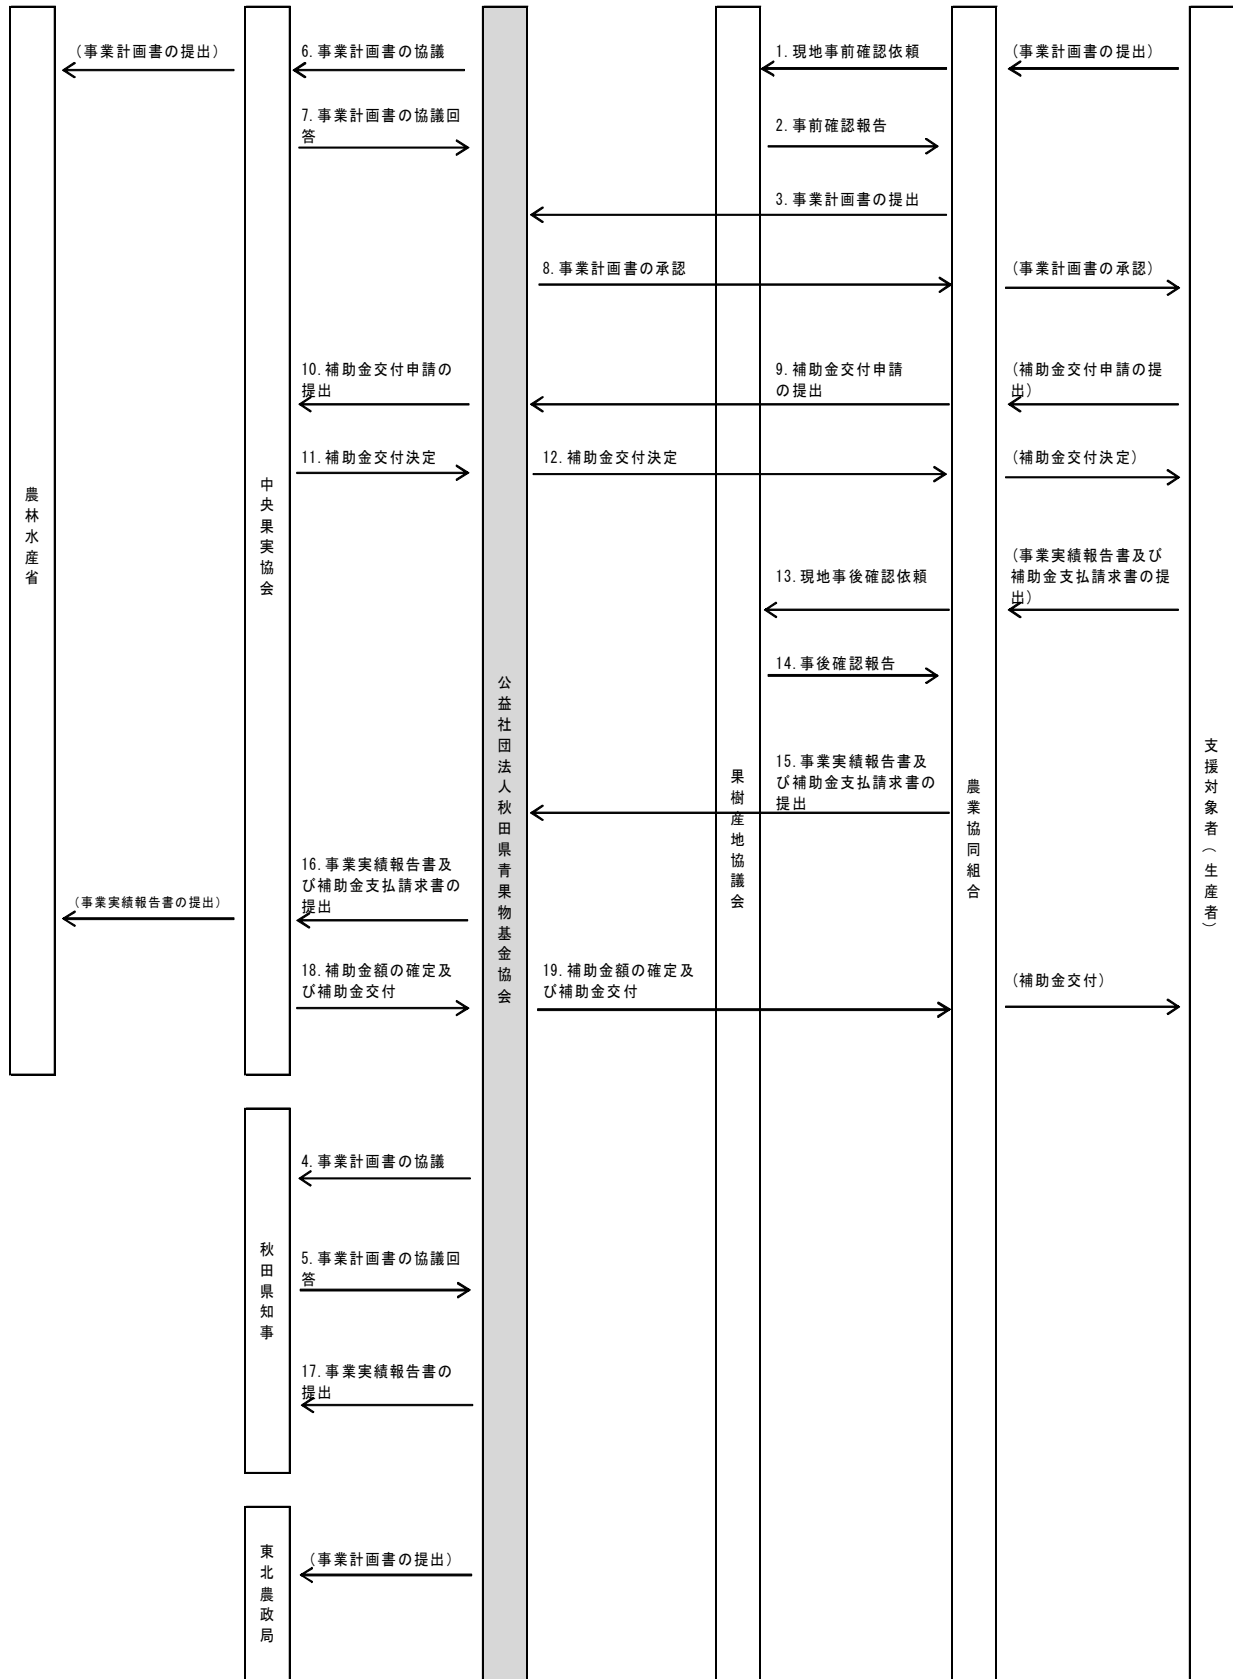 (事業計画書の提出)
6.事業計画書の協議
1.現地事前確認依頼
(事業計画書の提出)
7.事業計画書の協議回
答
2.事前確認報告
3.事業計画書の提出
8.事業計画書の承認
(事業計画書の承認)
10.補助金交付申請の
提出
9.補助金交付申請
の提出
(補助金交付申請の提
出)
11.補助金交付決定
12.補助金交付決定
(補助金交付決定)
農林水産省
中央果実協会
(事業実績報告書及び
補助金支払請求書の提
出)
13.現地事後確認依頼
14.事後確認報告
公益社団法人秋田県青果物基金協会
果樹産地協議会
農業協同組合
支援対象者(生産者)
15.事業実績報告書及
び補助金支払請求書の
提出
16.事業実績報告書及
び補助金支払請求書の
提出
(事業実績報告書の提出)
18.補助金額の確定及
び補助金交付
19.補助金額の確定及
び補助金交付
(補助金交付)
4.事業計画書の協議
秋田県知事
5.事業計画書の協議回
答
17.事業実績報告書の
提出
東北農政局
(事業計画書の提出)